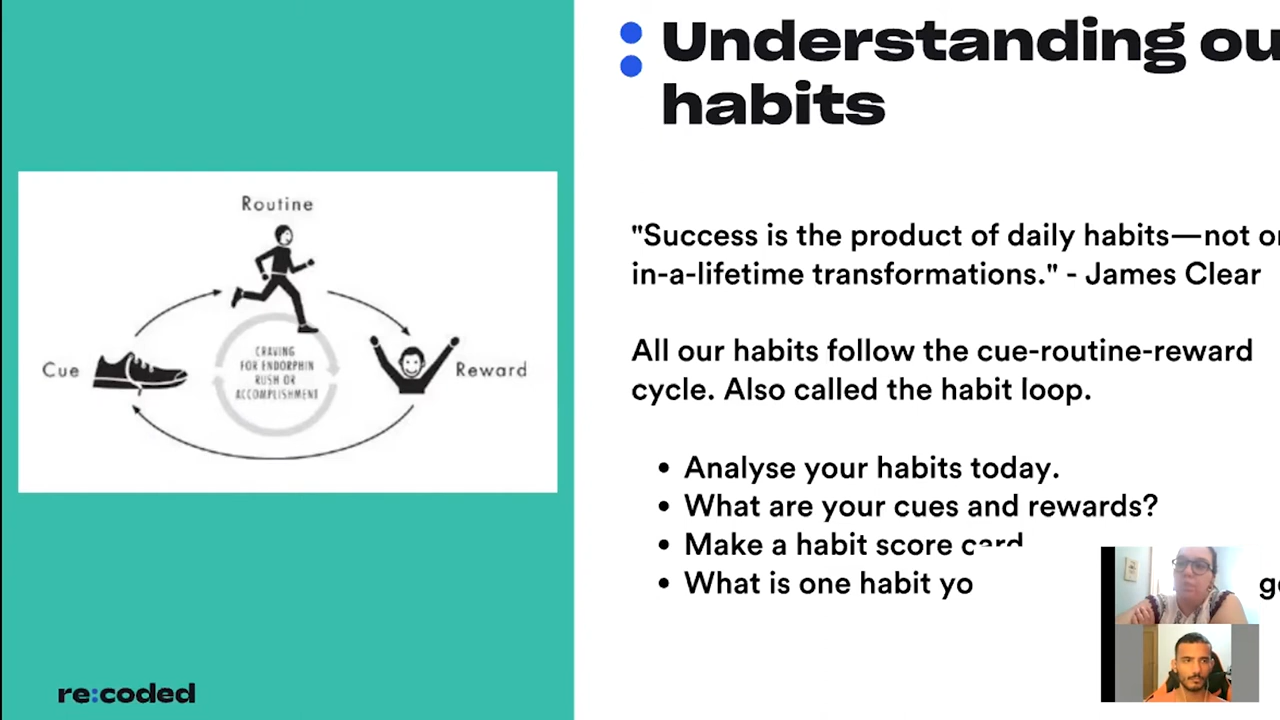 Understanding ou
habits
Routine
Cue
CRAVING
FOR ENDORPHIN
RUSH OR
ACCOMPLISHMENT
Reward
"Success is the product of daily habits—not on
in-a-lifetime transformations." - James Clear
All our habits follow the cue-routine-reward
cycle. Also called the habit loop.
• Analyse your habits today.
• What are your cues and rewards?
• Make a habit score card
• What is one habit yo
re:coded